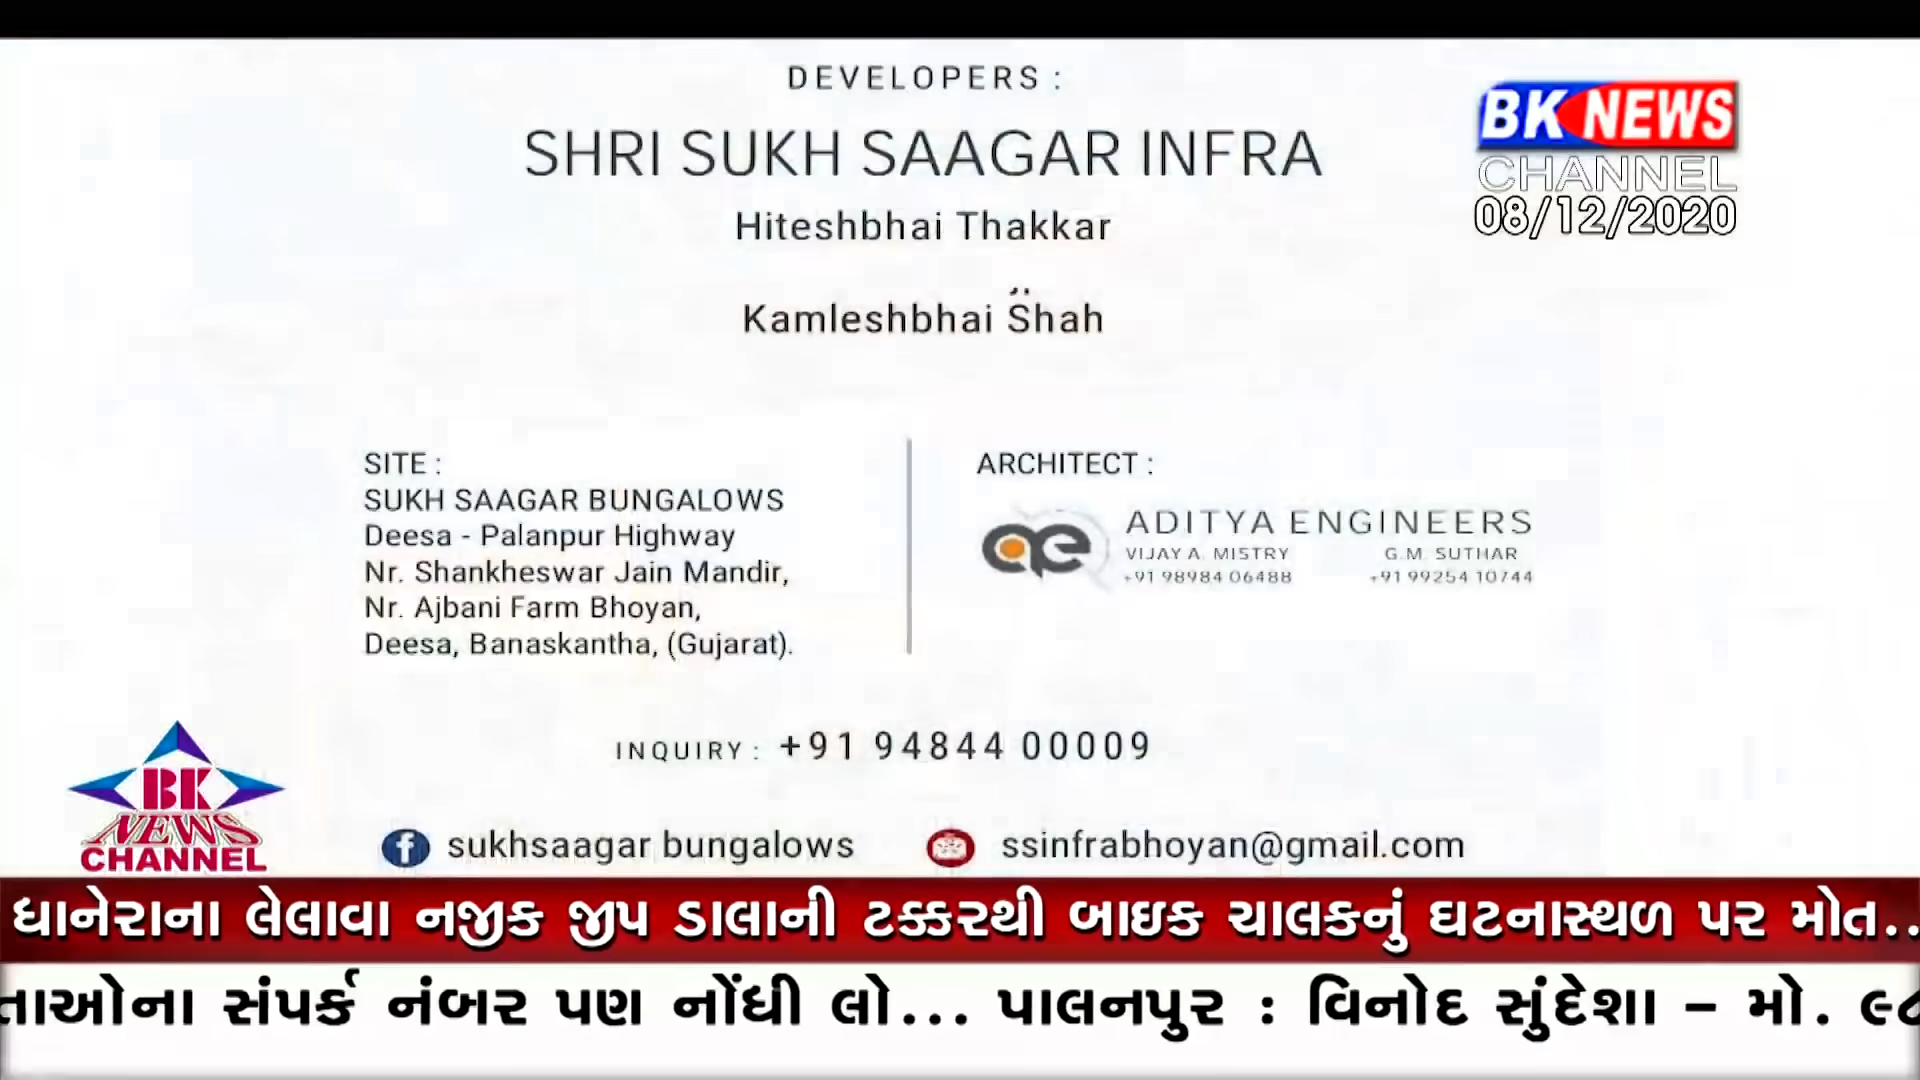 DEVELOPERS :
SHRI SUKH SAAGAR INFRA
Hiteshbhai Thakkar
Kamleshbhai Shah
BK NEWS
CHANNEL
08/12/2020
SITE :
SUKH SAAGAR BUNGALOWS
Deesa - Palanpur Highway
Nr. Shankheswar Jain Mandir,
Nr. Ajbani Farm Bhoyan,
Deesa, Banaskantha, (Gujarat).
ARCHITECT :
ae
ADITYA ENGINEERS
VIJAY A. MISTRY G.M. SUTHAR
+91 98984 06488 +91 99254 10744
INQUIRY : +91 94844 00009
BK
NEWS
CHANNEL
f sukhsaagar bungalows ssinfrabhoyan@gmail.com
ધાનેરાના લેલાવા નજીક જીપ ડાલાની ટક્કરથી બાઇક ચાલકનું ઘટનાસ્થળ પર મોત..
તાઓના સંપર્ક નંબર પણ નોંધી લો... પાલનપુર : વિનોદ સુંદેશા – મો. ૯૮